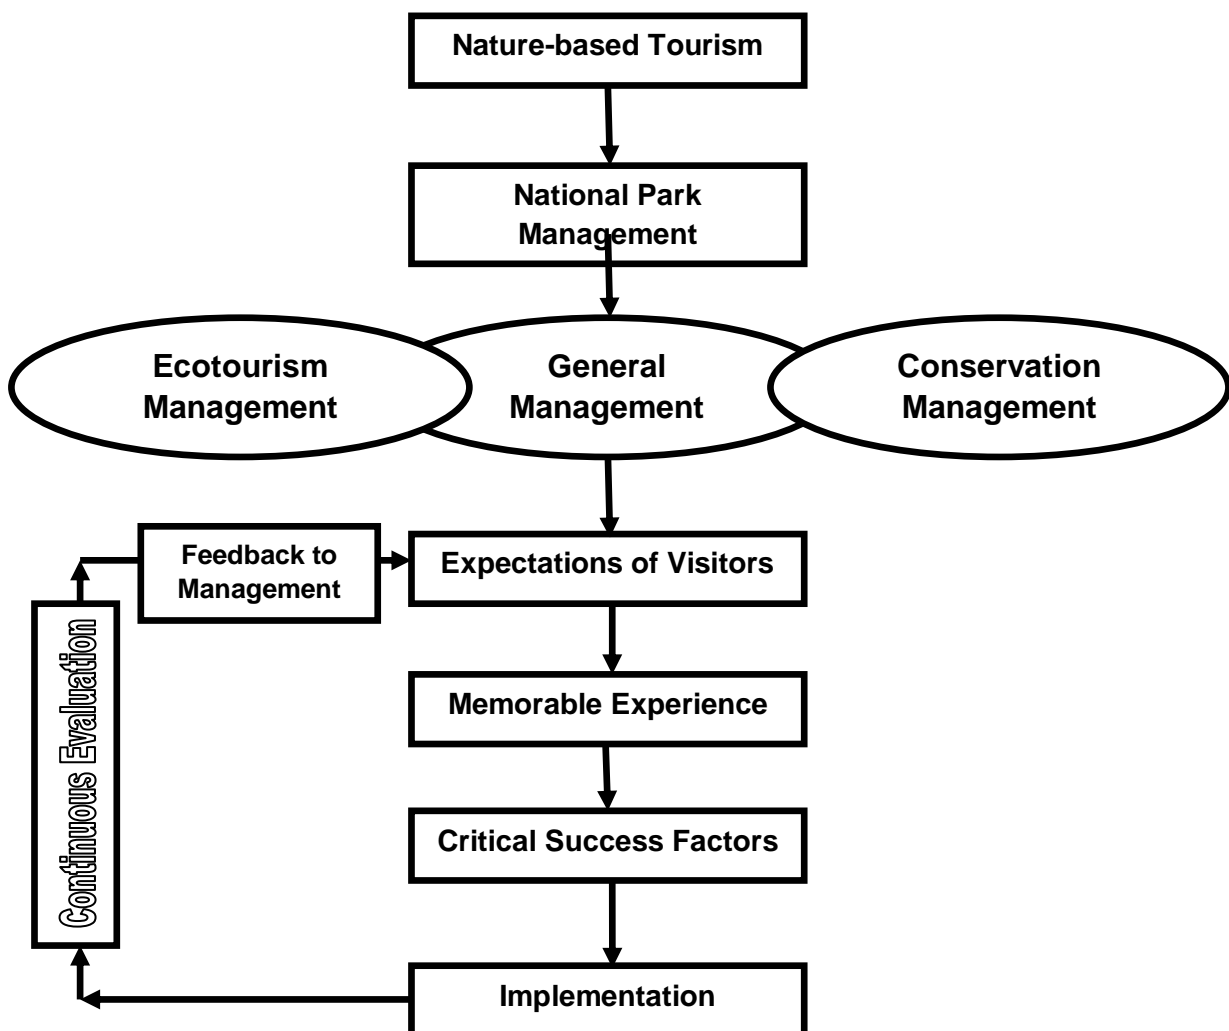 Nature-based Tourism
National Park
Management
Ecotourism
Management
General
Management
Conservation
Management
Feedback to
Management
Expectations of Visitors
Continuous Evaluation
Memorable Experience
Critical Success Factors
Implementation